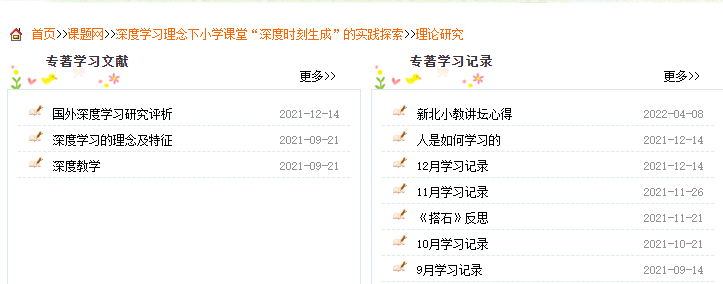 首页>>课题网>>深度学习理念下小学课堂“深度时刻生成”的实践探索>>理论研究
专著学习文献
更多>>
国外深度学习研究评析 2021-12-14
深度学习的理念及特征 2021-09-21
深度教学 2021-09-21
专著学习记录
更多>>
新北小教讲坛心得 2022-04-08
人是如何学习的 2021-12-14
12月学习记录 2021-12-14
11月学习记录 2021-11-26
《搭石》反思 2021-11-21
10月学习记录 2021-10-21
9月学习记录 2021-09-14